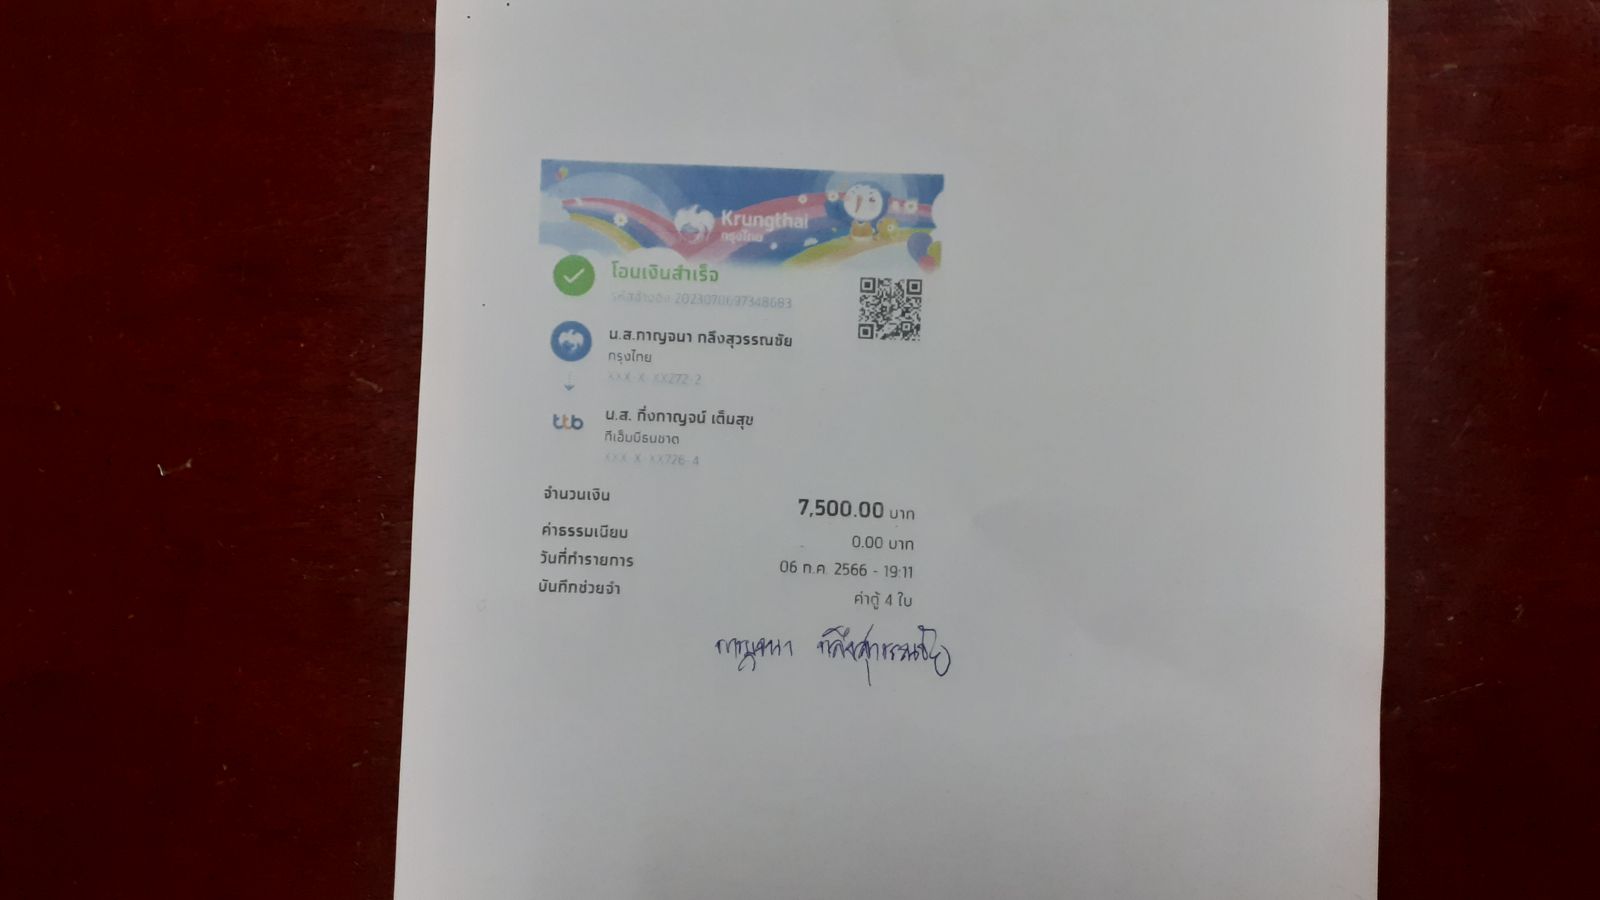 Krungthai
กรุงไทย
โอนเงินสำเร็จ
รหัสอ้างอิง 2023070697348683
น.ส.กาญจนา กลึงสุวรรณชัย
กรุงไทย
XXX-X-XX272-2
ttb
น.ส. กิ่งกาญจน์ เต็มสุข
ทีเอ็มบีธนชาต
XXX-X-XX726-4
จำนวนเงิน 7,500.00 บาท
ค่าธรรมเนียม 0.00 บาท
วันที่ทำรายการ 06 ก.ค. 2566 - 19:11
บันทึกช่วยจำ ค่าตู้ 4 ใบ
กาญจนา กลึงสุวรรณชัย